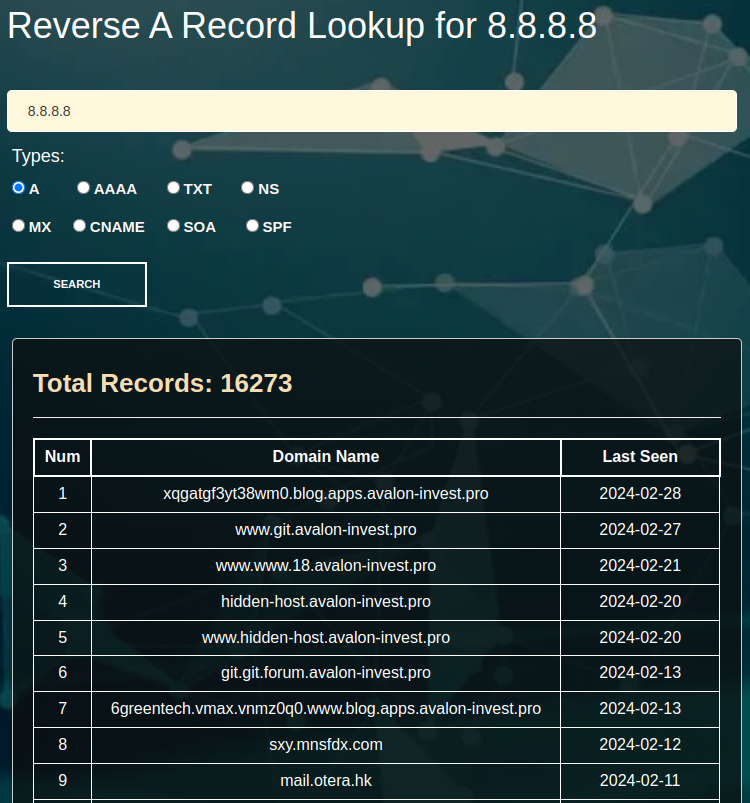 Reverse A Record Lookup for 8.8.8.8
8.8.8.8
Types:
A AAAA TXT NS
MX CNAME SOA SPF
SEARCH
Total Records: 16273
Num Domain Name Last Seen
1 xqgatgf3yt38wm0.blog.apps.avalon-invest.pro 2024-02-28
2 www.git.avalon-invest.pro 2024-02-27
3 www.www.18.avalon-invest.pro 2024-02-21
4 hidden-host.avalon-invest.pro 2024-02-20
5 www.hidden-host.avalon-invest.pro 2024-02-20
6 git.git.forum.avalon-invest.pro 2024-02-13
7 6greentech.vmax.vnmz0q0.www.blog.apps.avalon-invest.pro 2024-02-13
8 sxy.mnsfdx.com 2024-02-12
9 mail.otera.hk 2024-02-11